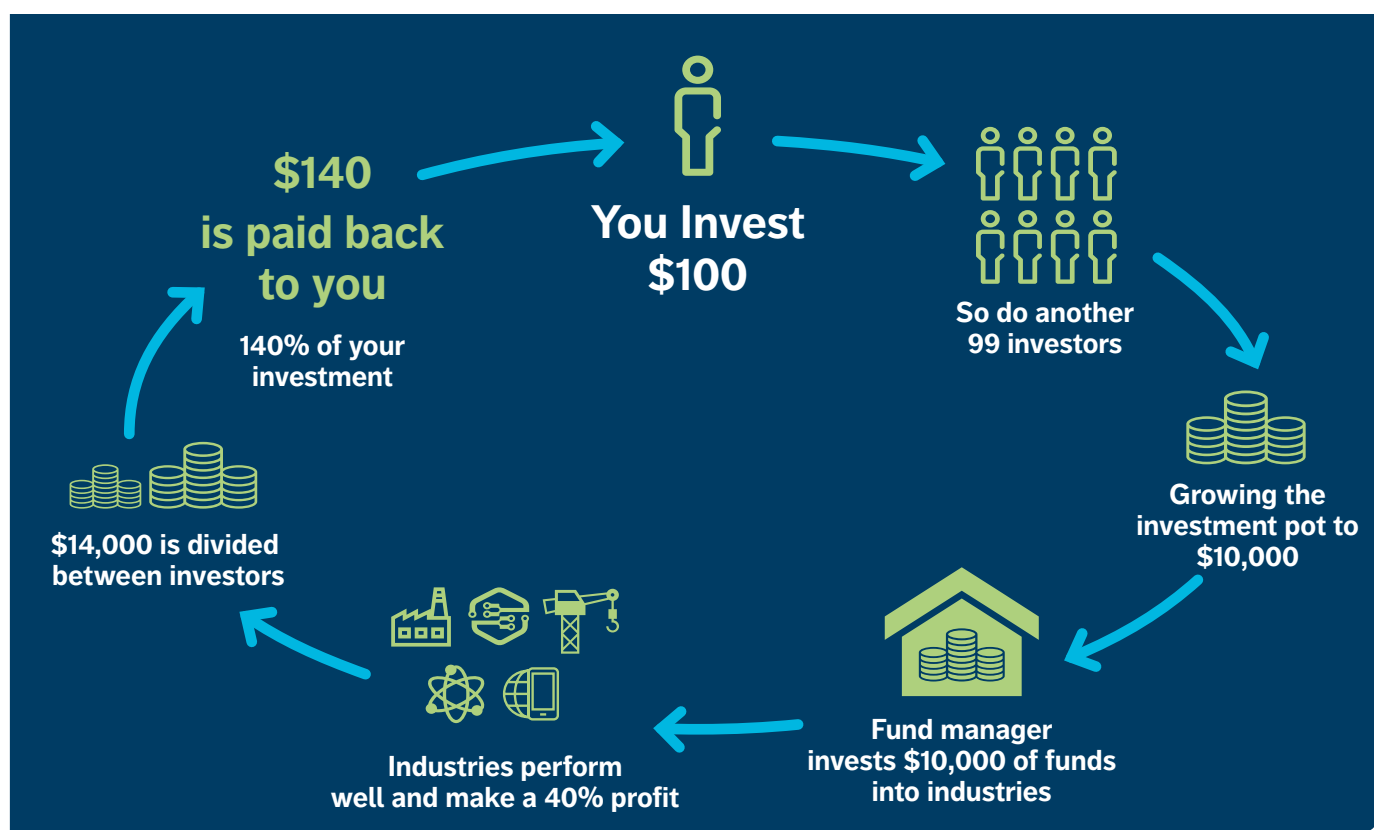 You Invest
$100
So do another
99 investors
Growing the
investment pot to
$10,000
Fund manager
invests $10,000 of funds
into industries
Industries perform
well and make a 40% profit
$14,000 is divided
between investors
$140
is paid back
to you
140% of your
investment